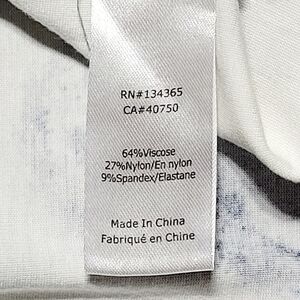 RN#134365
CA#40750
64%Viscose
27%Nylon/En nylon
9%Spandex/Elastane
Made In China
Fabriqué en Chine